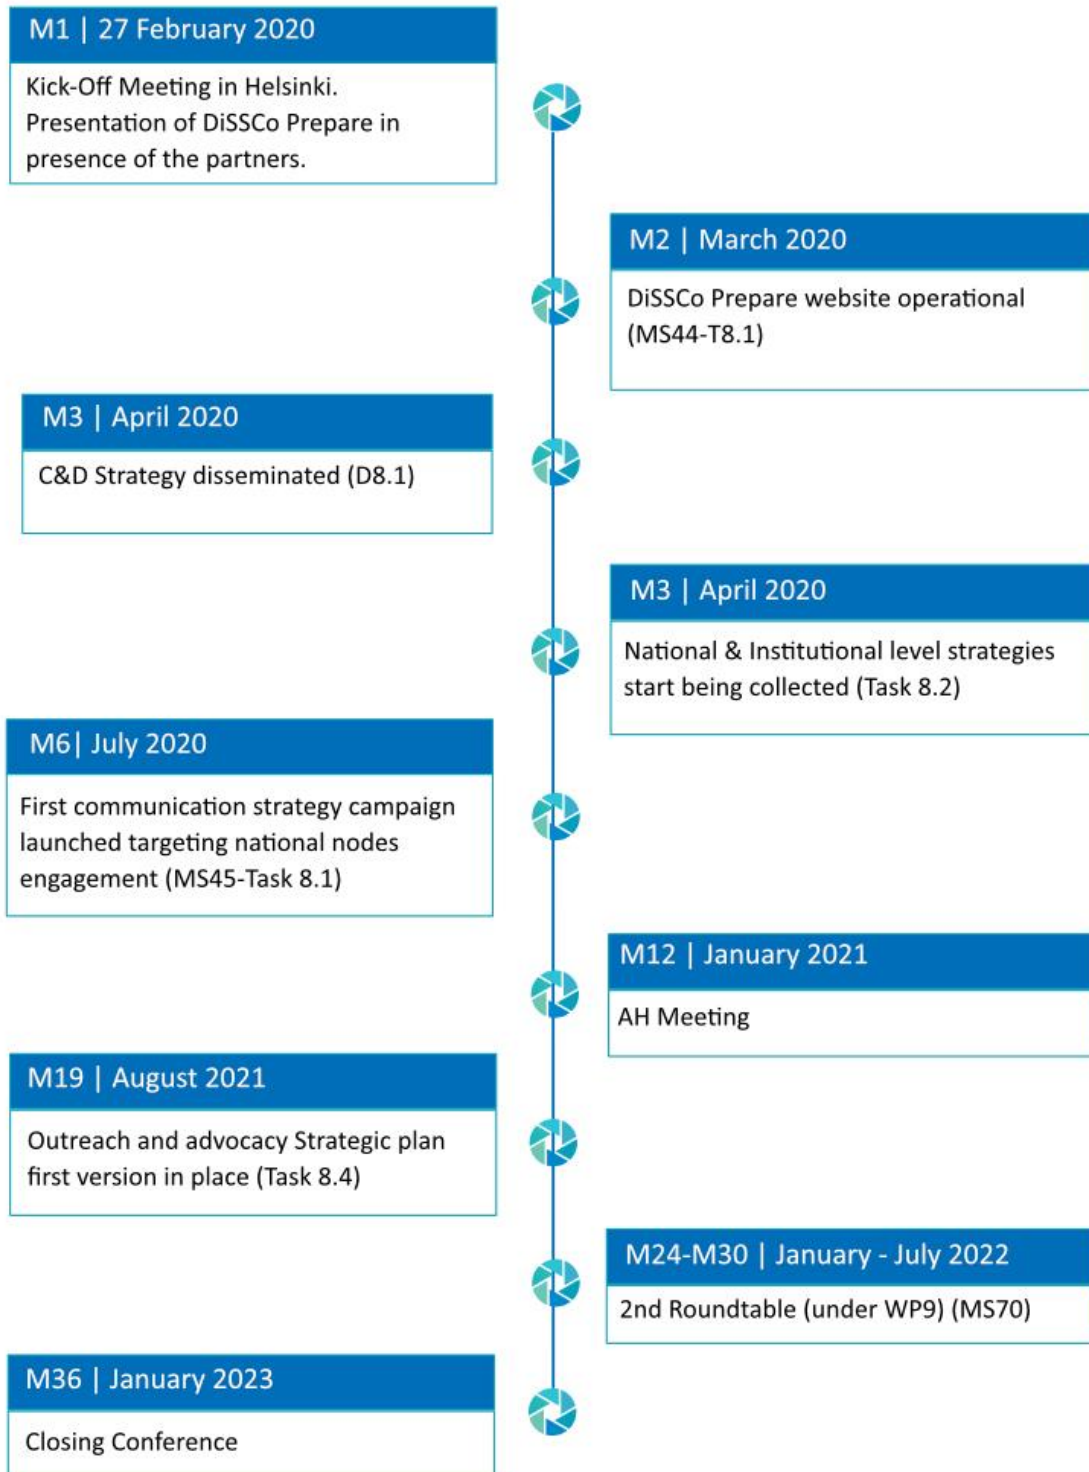 M1 | 27 February 2020
Kick-Off Meeting in Helsinki.
Presentation of DiSSCo Prepare in
presence of the partners.
M2 | March 2020
DiSSCo Prepare website operational
(MS44-T8.1)
M3 | April 2020
C&D Strategy disseminated (D8.1)
M3 | April 2020
National & Institutional level strategies
start being collected (Task 8.2)
M6| July 2020
First communication strategy campaign
launched targeting national nodes
engagement (MS45-Task 8.1)
M12 | January 2021
AH Meeting
M19 | August 2021
Outreach and advocacy Strategic plan
first version in place (Task 8.4)
M24-M30 | January - July 2022
2nd Roundtable (under WP9) (MS70)
M36 | January 2023
Closing Conference